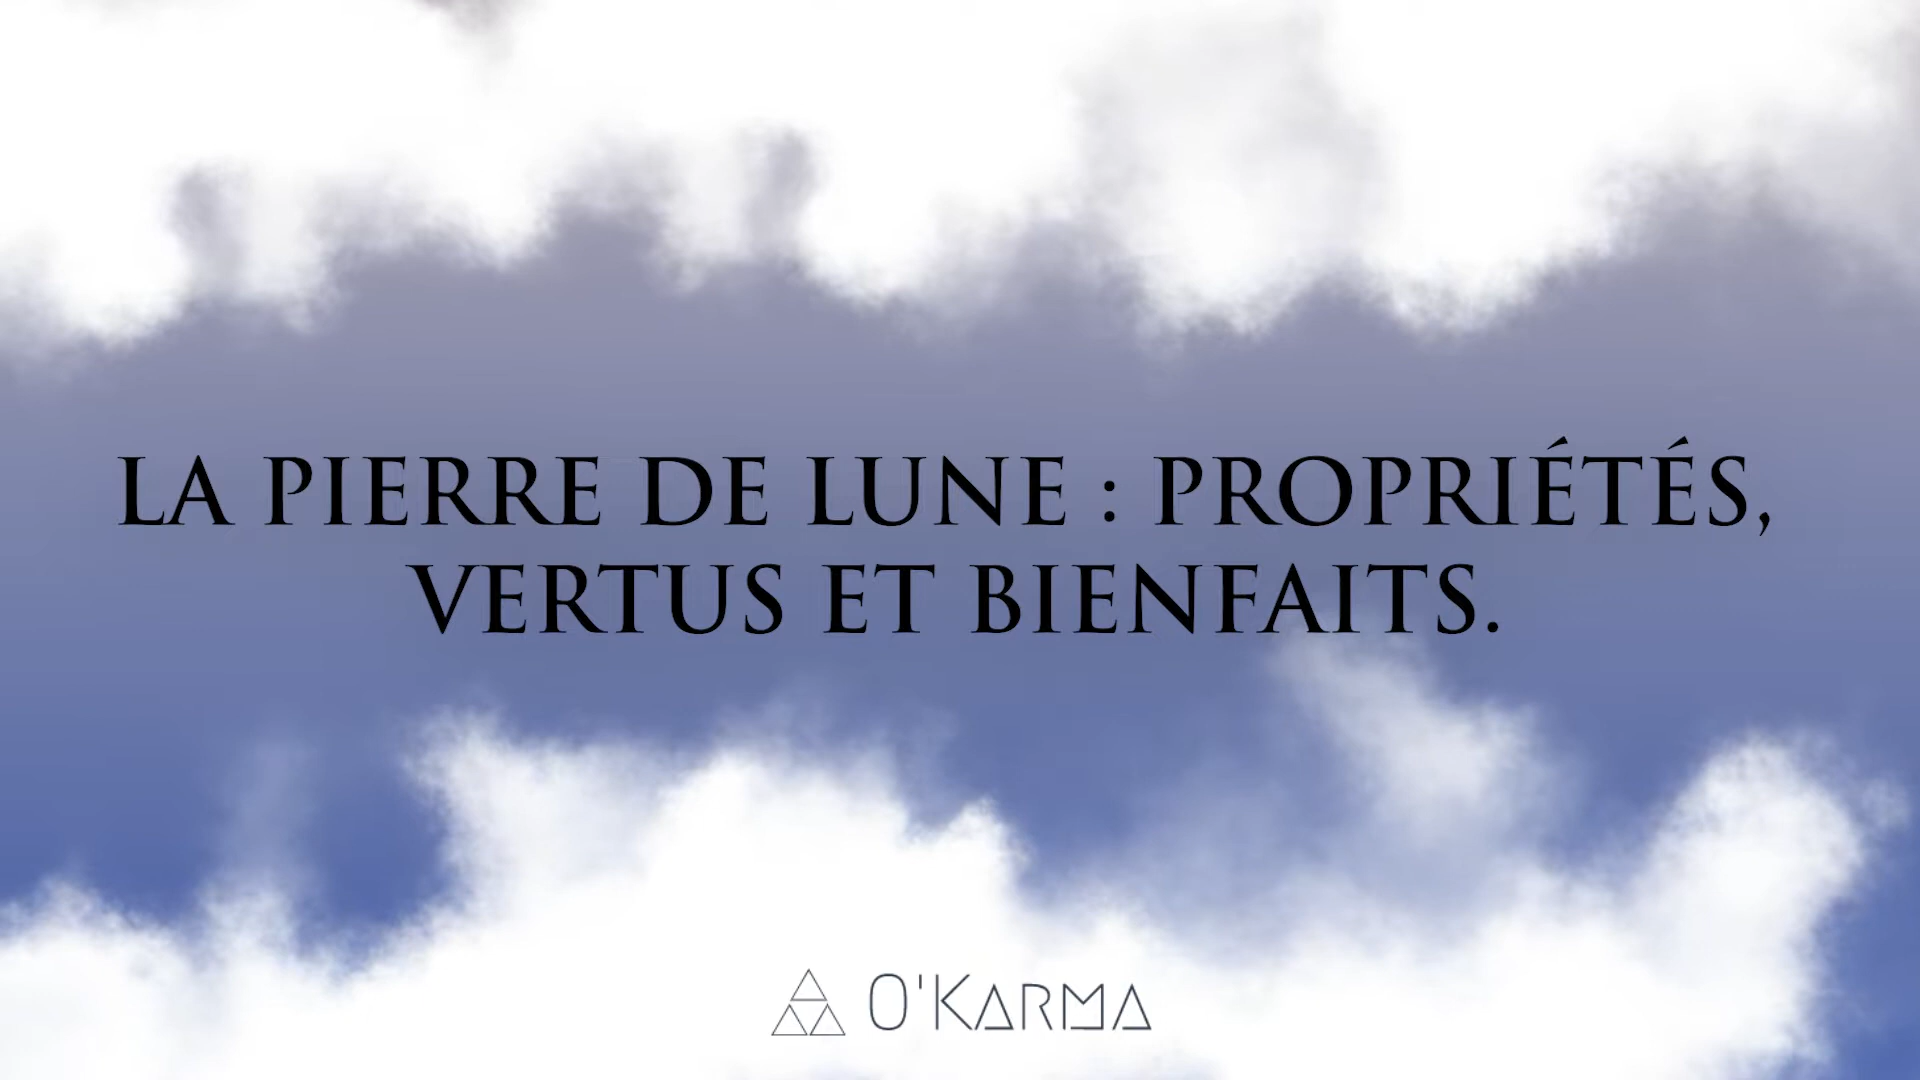 LA PIERRE DE LUNE : PROPRIÉTÉS,
VERTUS ET BIENFAITS.
O'KARMA